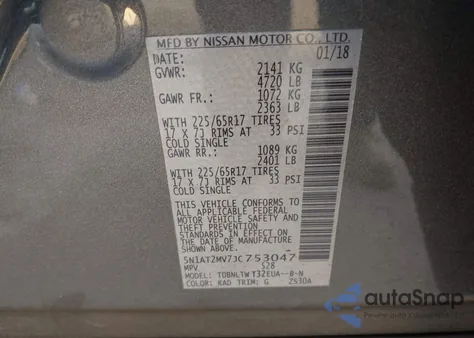 MFD BY NISSAN MOTOR CO., LTD.
DATE: 01/18
GVWR: 2141 KG
4720 LB
GAWR FR.: 1072 KG
2363 LB
WITH 225/65R17 TIRES
17 X 7J RIMS AT 33 PSI
COLD SINGLE
GAWR RR.: 1089 KG
2401 LB
WITH 225/65R17 TIRES
17 X 7J RIMS AT 33 PSI
COLD SINGLE
THIS VEHICLE CONFORMS TO
ALL APPLICABLE FEDERAL
MOTOR VEHICLE SAFETY AND
THEFT PREVENTION
STANDARDS IN EFFECT ON THE
DATE OF MANUFACTURE
SHOWN ABOVE.
5N1AT2MV7JC753047
MPV S28
MODEL: TDBNLTW
COLOR: KAD TRIM: G
autoSnap